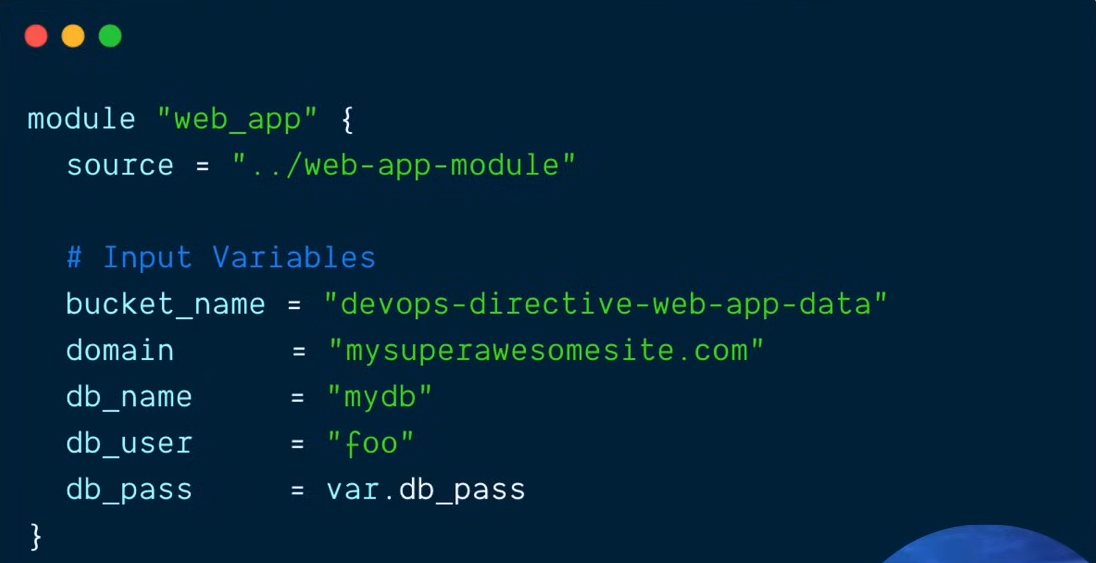 module "web_app" {
  source = "../web-app-module"

  # Input Variables
  bucket_name = "devops-directive-web-app-data"
  domain      = "mysuperawesomesite.com"
  db_name     = "mydb"
  db_user     = "foo"
  db_pass     = var.db_pass
}